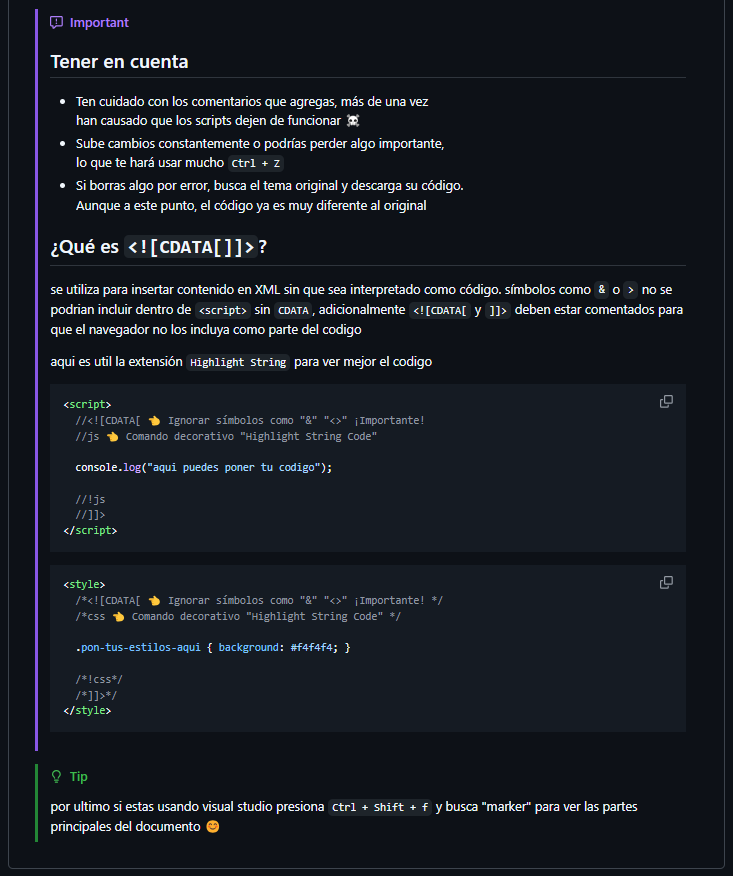 Important
Tener en cuenta
Ten cuidado con los comentarios que agregas, más de una vez
han causado que los scripts dejen de funcionar ☠️
Sube cambios constantemente o podrías perder algo importante,
lo que te hará usar mucho Ctrl + Z
Si borras algo por error, busca el tema original y descarga su código.
Aunque a este punto, el código ya es muy diferente al original
¿Qué es <![CDATA[]]>?
se utiliza para insertar contenido en XML sin que sea interpretado como código. símbolos como & o > no se
podrian incluir dentro de <script> sin CDATA, adicionalmente <![CDATA[ y ]]> deben estar comentados para
que el navegador no los incluya como parte del codigo
aqui es util la extensión Highlight String para ver mejor el codigo
<script>
//<![CDATA[ 👈 Ignorar símbolos como "&" "<>" ¡Importante!
//js 👈 Comando decorativo "Highlight String Code"
console.log("aqui puedes poner tu codigo");
//!js
//]]>
</script>
<style>
/*<![CDATA[ 👈 Ignorar símbolos como "&" "<>" ¡Importante! */
/*css 👈 Comando decorativo "Highlight String Code" */
.pon-tus-estilos-aqui { background: #f4f4f4; }
/*!css*/
/*]]>*/
</style>
Tip
por ultimo si estas usando visual studio presiona Ctrl + Shift + f y busca "marker" para ver las partes
principales del documento 😊